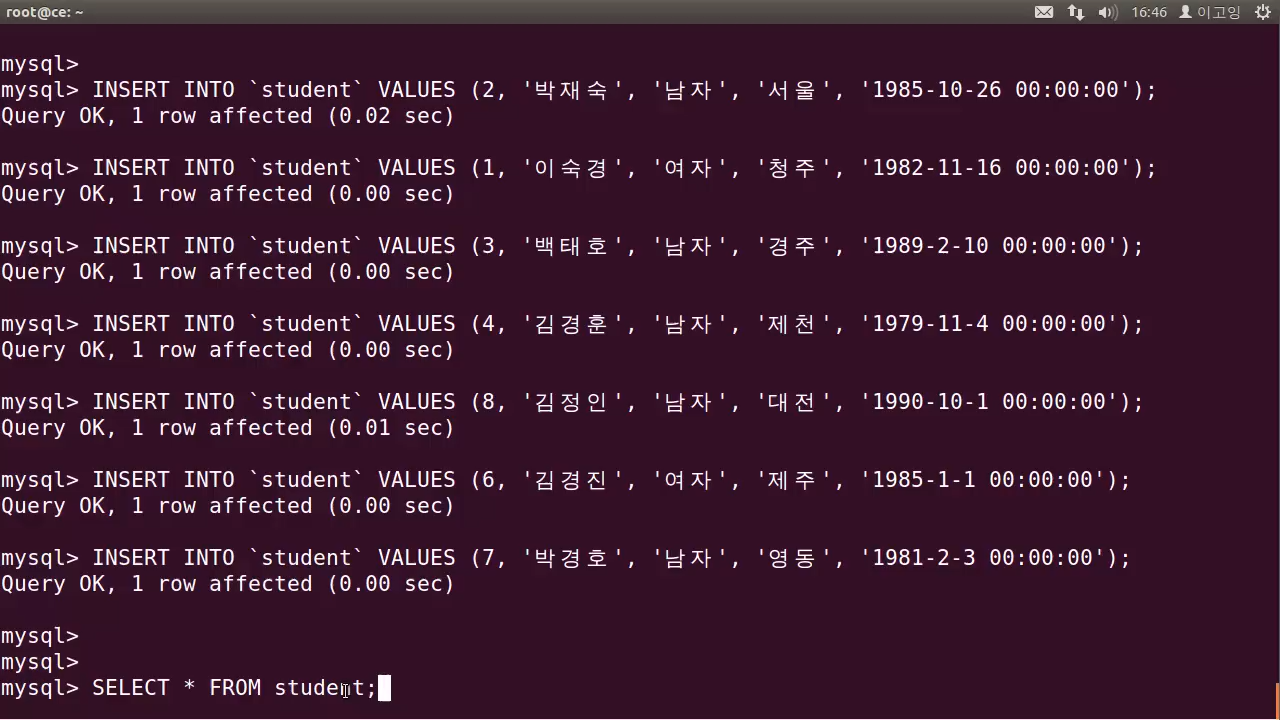 root@ce: ~ 16:46 이고잉
mysql>
mysql> INSERT INTO `student` VALUES (2, '박재숙', '남자', '서울', '1985-10-26 00:00:00');
Query OK, 1 row affected (0.02 sec)
mysql> INSERT INTO `student` VALUES (1, '이숙경', '여자', '청주', '1982-11-16 00:00:00');
Query OK, 1 row affected (0.00 sec)
mysql> INSERT INTO `student` VALUES (3, '백태호', '남자', '경주', '1989-2-10 00:00:00');
Query OK, 1 row affected (0.00 sec)
mysql> INSERT INTO `student` VALUES (4, '김경훈', '남자', '제천', '1979-11-4 00:00:00');
Query OK, 1 row affected (0.00 sec)
mysql> INSERT INTO `student` VALUES (8, '김정인', '남자', '대전', '1990-10-1 00:00:00');
Query OK, 1 row affected (0.01 sec)
mysql> INSERT INTO `student` VALUES (6, '김경진', '여자', '제주', '1985-1-1 00:00:00');
Query OK, 1 row affected (0.00 sec)
mysql> INSERT INTO `student` VALUES (7, '박경호', '남자', '영동', '1981-2-3 00:00:00');
Query OK, 1 row affected (0.00 sec)
mysql>
mysql>
mysql> SELECT * FROM student;